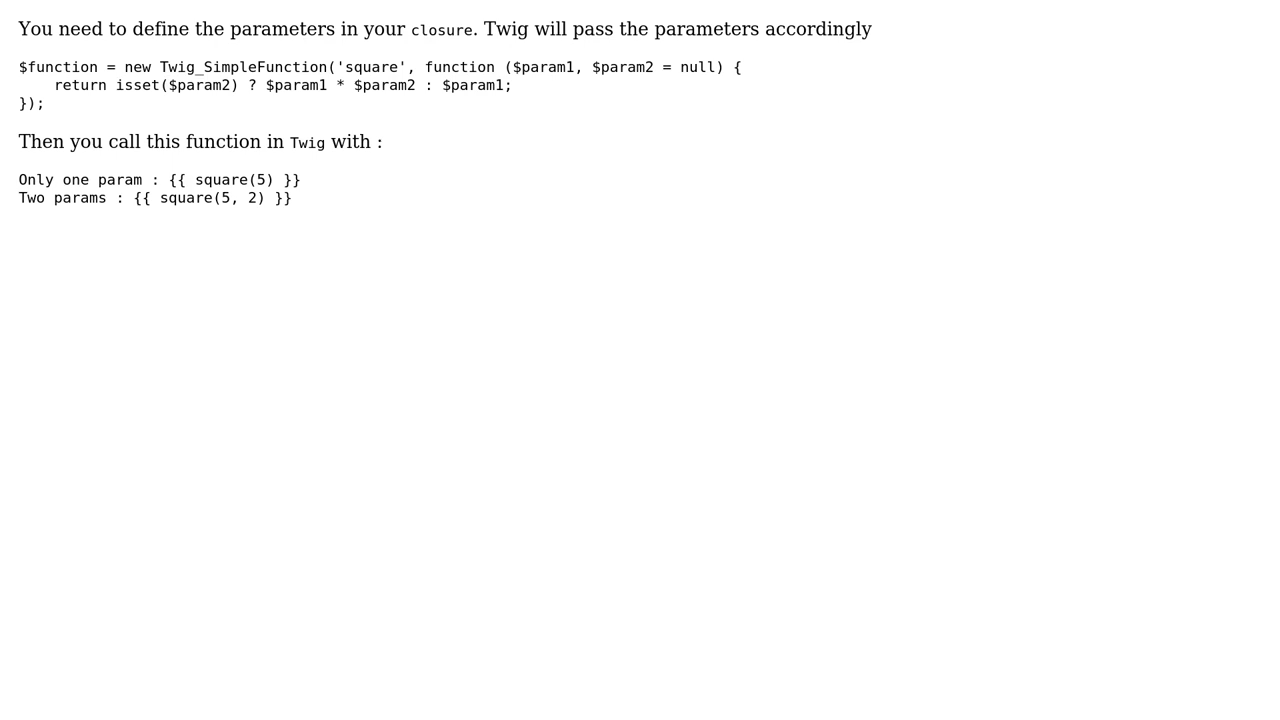 You need to define the parameters in your closure. Twig will pass the parameters accordingly
$function = new Twig_SimpleFunction('square', function ($param1, $param2 = null) {
    return isset($param2) ? $param1 * $param2 : $param1;
});
Then you call this function in Twig with :
Only one param : {{ square(5) }}
Two params : {{ square(5, 2) }}